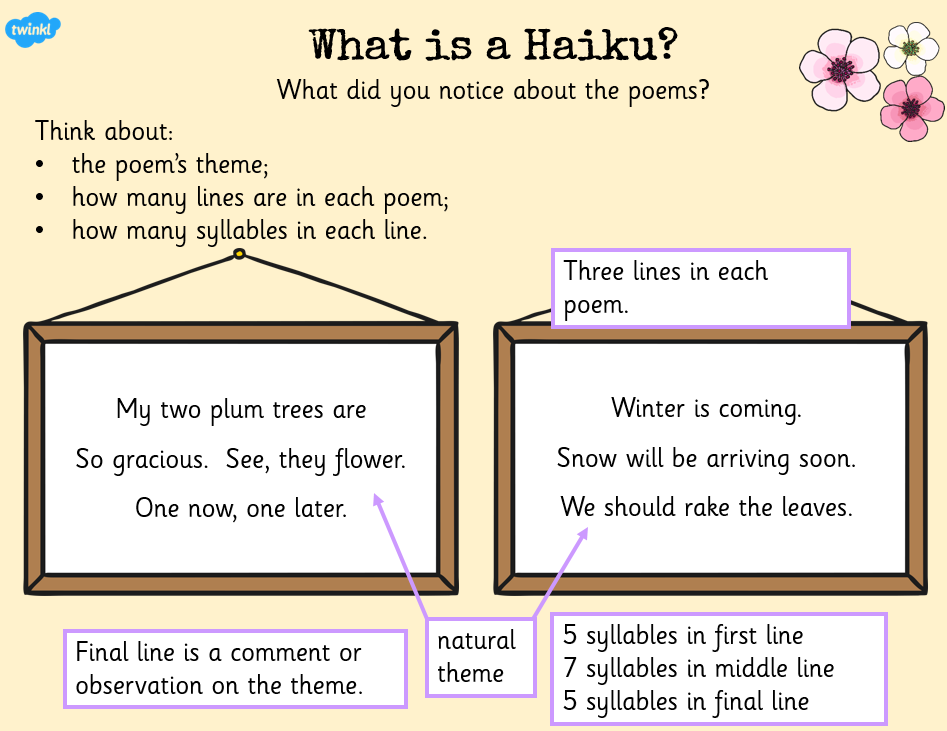 twinkl
What is a Haiku?
What did you notice about the poems?
Think about:
• the poem's theme;
• how many lines are in each poem;
• how many syllables in each line.
Three lines in each
poem.
My two plum trees are
So gracious.  See, they flower.
One now, one later.
Winter is coming.
Snow will be arriving soon.
We should rake the leaves.
Final line is a comment or
observation on the theme.
natural
theme
5 syllables in first line
7 syllables in middle line
5 syllables in final line